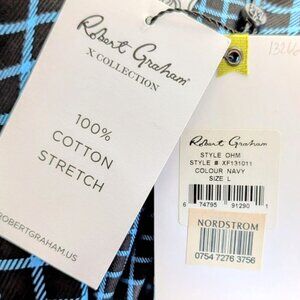 Robert Graham
X COLLECTION
100%
COTTON
STRETCH
ROBERTGRAHAM.US
Robert Graham
STYLE OHM
STYLE # XF131011
COLOUR NAVY
SIZE L
6 74795 91290 1
NORDSTROM
0754 7276 3756